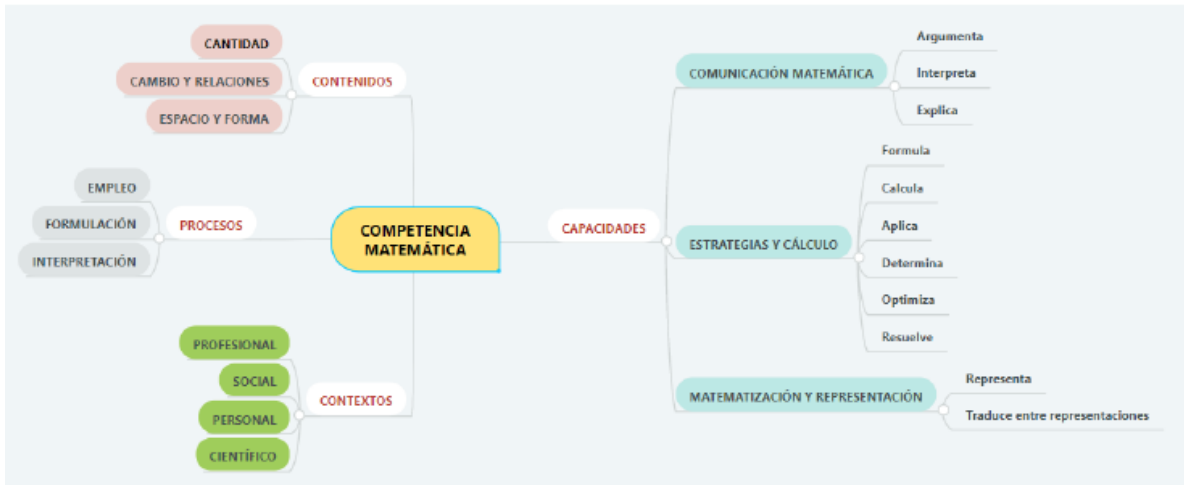 COMPETENCIA
MATEMÁTICA
CONTENIDOS
CANTIDAD
CAMBIO Y RELACIONES
ESPACIO Y FORMA
PROCESOS
EMPLEO
FORMULACIÓN
INTERPRETACIÓN
CONTEXTOS
PROFESIONAL
SOCIAL
PERSONAL
CIENTÍFICO
CAPACIDADES
COMUNICACIÓN MATEMÁTICA
Argumenta
Interpreta
Explica
ESTRATEGIAS Y CÁLCULO
Formula
Calcula
Aplica
Determina
Optimiza
Resuelve
MATEMATIZACIÓN Y REPRESENTACIÓN
Representa
Traduce entre representaciones